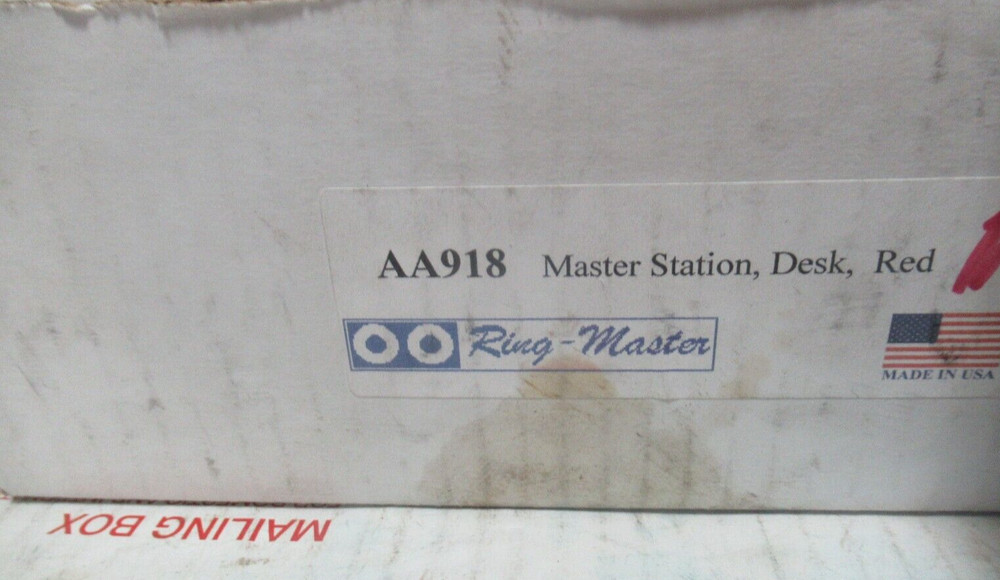 AA918 Master Station, Desk, Red
Ring-Master
MADE IN USA
MAILING BOX